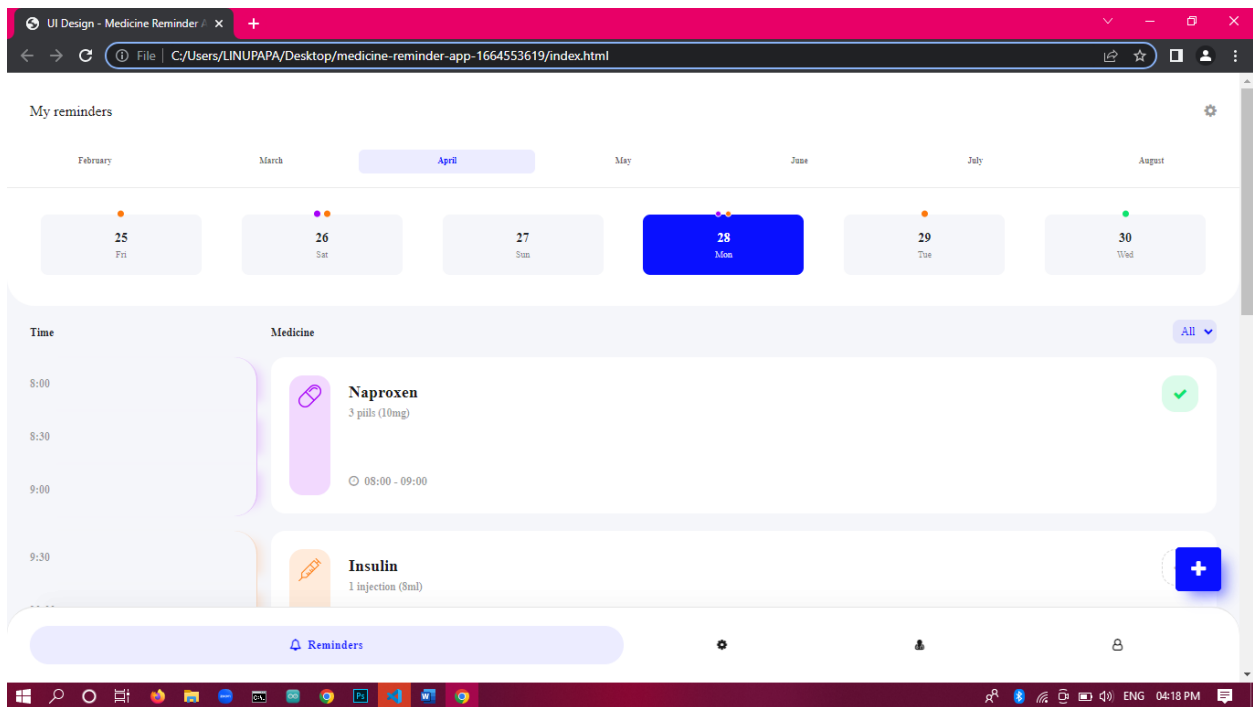 UI Design - Medicine Reminder A
File | C:/Users/LINUPAPA/Desktop/medicine-reminder-app-1664553619/index.html
My reminders
February March April May June July August
25 26 27 28 29 30
Fri Sat Sun Mon Tue Wed
Time Medicine All
8:00
Naproxen
3 piils (10mg)
8:30
08:00 - 09:00
9:00
9:30
Insulin
1 injection (8ml)
Reminders
ENG 04:18 PM